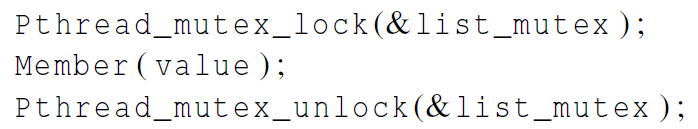 Pthread_mutex_lock(&list_mutex);
Member(value);
Pthread_mutex_unlock(&list_mutex);